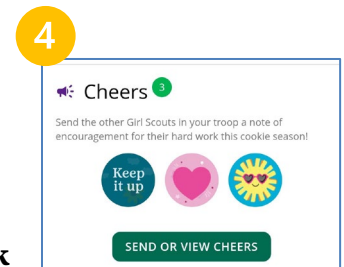 4
Cheers 3
Send the other Girl Scouts in your troop a note of
encouragement for their hard work this cookie season!
Keep
it up
SEND OR VIEW CHEERS